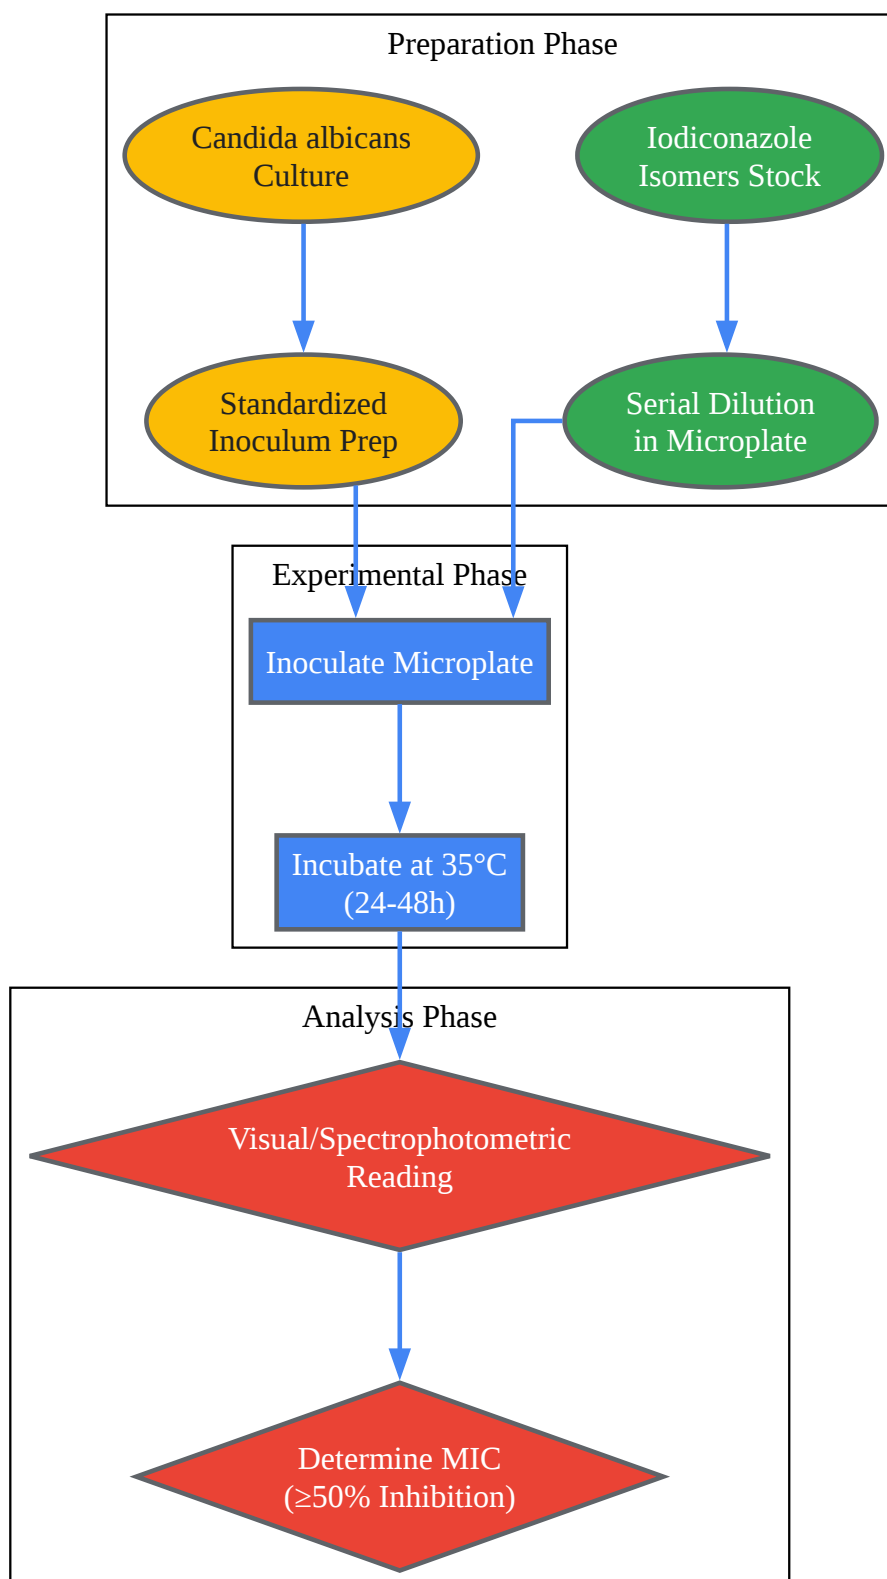 Preparation Phase
Candida albicans
Culture
Iodiconazole
Isomers Stock
Standardized
Inoculum Prep
Serial Dilution
in Microplate
Experimental Phase
Inoculate Microplate
Incubate at 35°C
(24-48h)
Analysis Phase
Visual/Spectrophotometric
Reading
Determine MIC
(≥50% Inhibition)